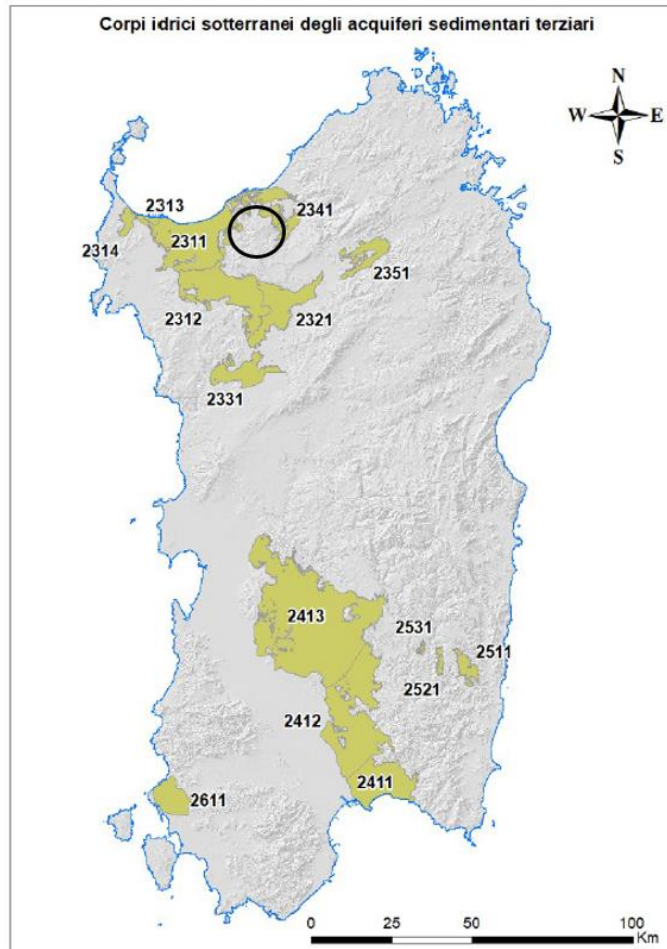 Corpi idrici sotterranei degli acquiferi sedimentari terziari
N
W E
S
2313
2341
2314
2311
2351
2312
2321
2331
2413
2531
2511
2521
2412
2411
2611
0 25 50 100
Km